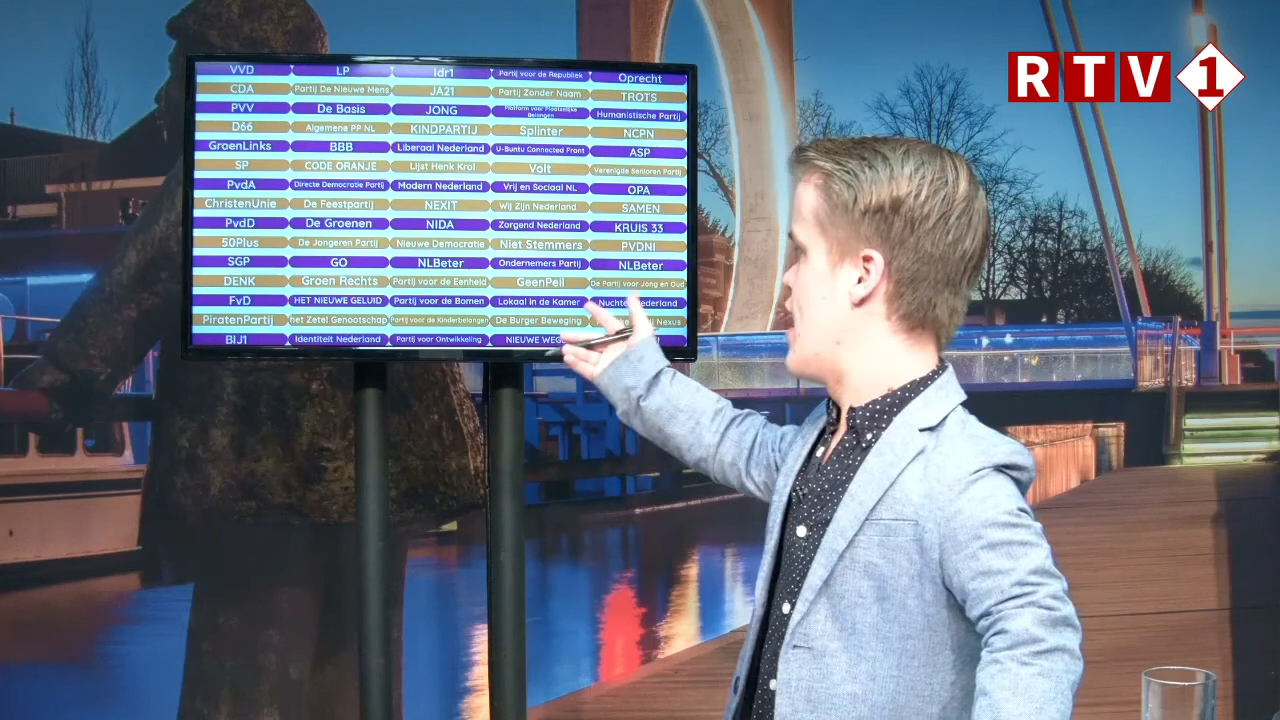 RTV1
VVD LP Idr1 Partij voor de Republiek Oprecht
CDA Partij De Nieuwe Mens JA21 Partij Zonder Naam TROTS
PVV De Basis JONG Platform voor Plaatselijke Belangen Humanistische Partij
D66 Algemene PP NL KINDPARTIJ Splinter NCPN
GroenLinks BBB Liberaal Nederland U-Buntu Connected Front ASP
SP CODE ORANJE Lijst Henk Krol Volt Verenigde Senioren Partij
PvdA Directe Democratie Partij Modern Nederland Vrij en Sociaal NL OPA
ChristenUnie De Feestpartij NEXIT Wij Zijn Nederland SAMEN
PvdD De Groenen NIDA Zorgend Nederland KRUIS 33
50Plus De Jongeren Partij Nieuwe Democratie Niet Stemmers PVDNI
SGP GO NLBeter Ondernemers Partij NLBeter
DENK Groen Rechts Partij voor de Eenheid GeenPeil De Partij voor Jong en Oud
FvD HET NIEUWE GELUID Partij voor de Bomen Lokaal in de Kamer
PiratenPartij het Zetel Genootschap Partij voor de Kinderbelangen De Burger Beweging Nexus
BIJ1 Identiteit Nederland Partij voor Ontwikkeling NIEUWE